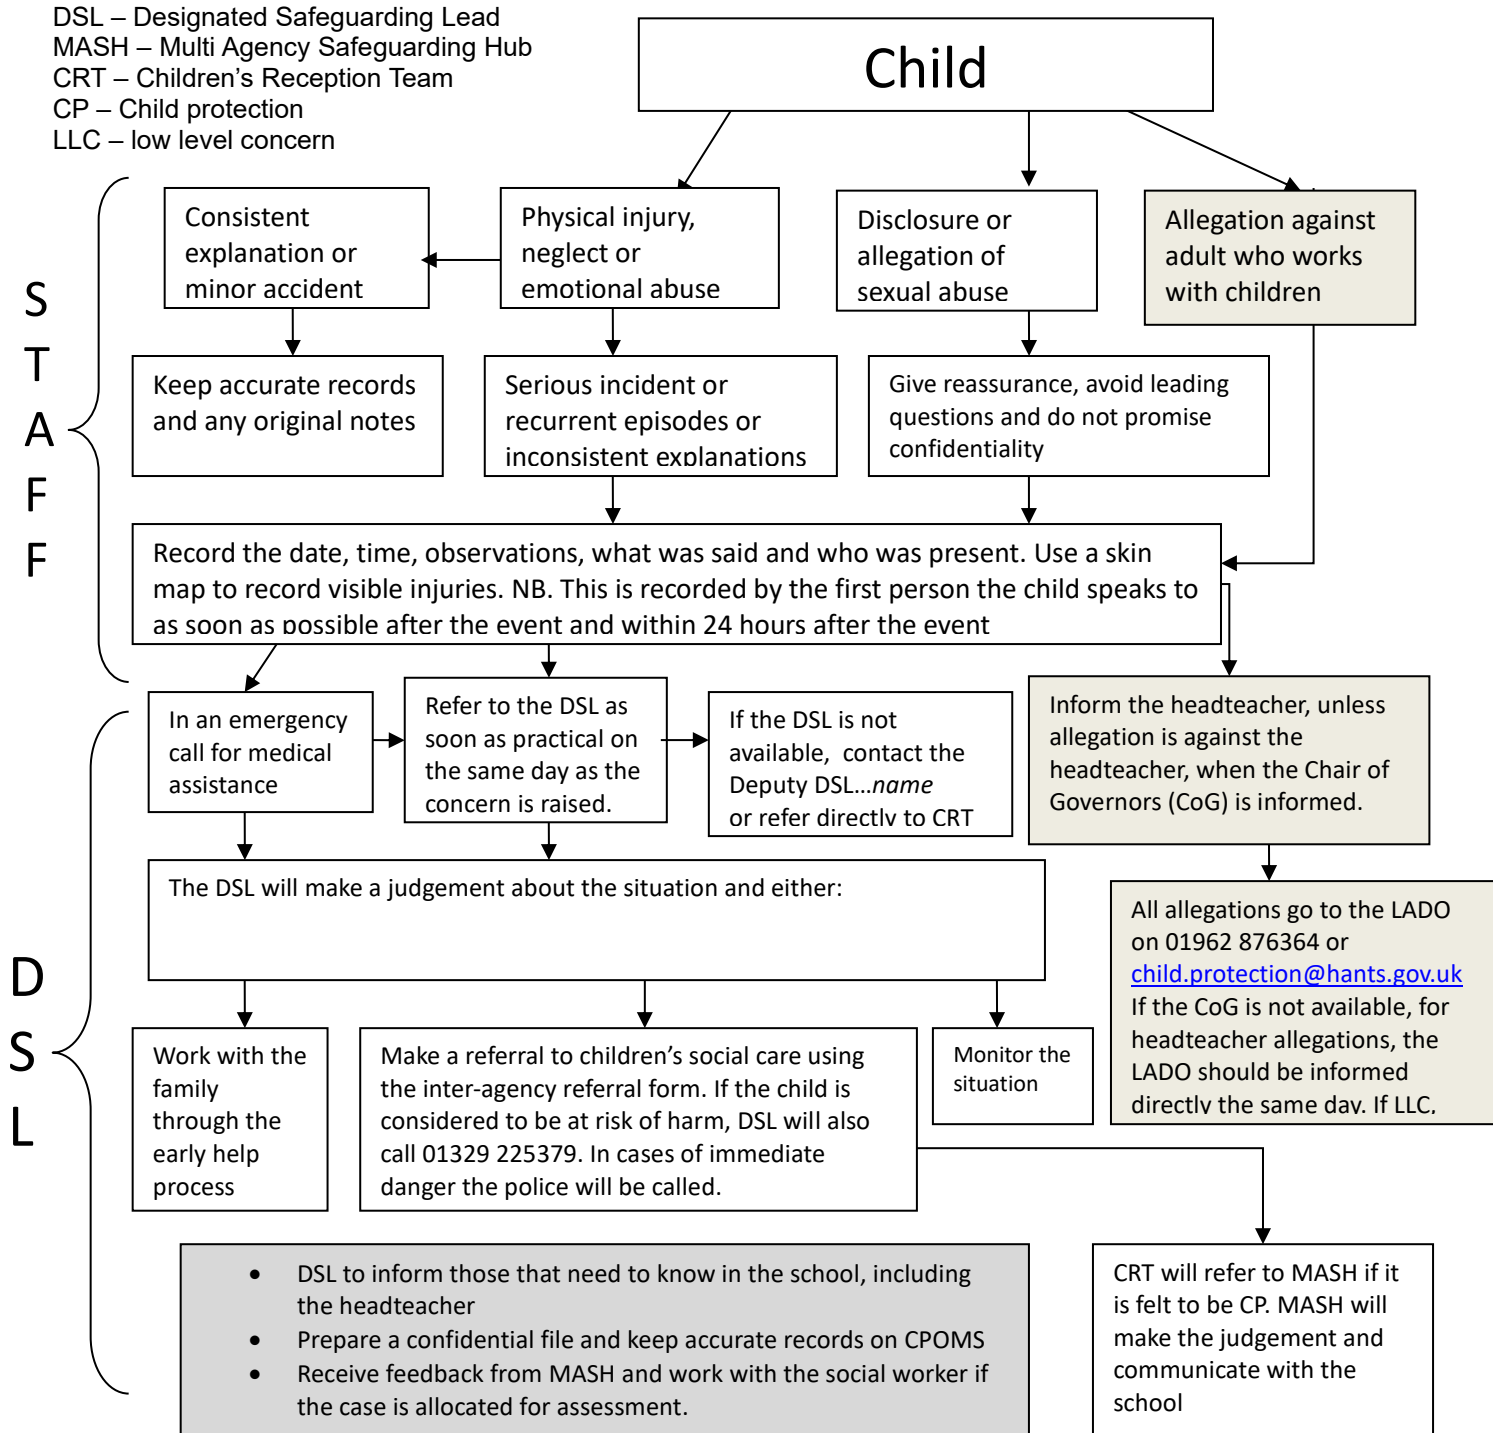 DSL – Designated Safeguarding Lead
MASH – Multi Agency Safeguarding Hub
CRT – Children’s Reception Team
CP – Child protection
LLC – low level concern
Child
S
T
A
F
F
Consistent
explanation or
minor accident
Physical injury,
neglect or
emotional abuse
Disclosure or
allegation of
sexual abuse
Allegation against
adult who works
with children
Keep accurate records
and any original notes
Serious incident or
recurrent episodes or
inconsistent explanations
Give reassurance, avoid leading
questions and do not promise
confidentiality
Record the date, time, observations, what was said and who was present. Use a skin
map to record visible injuries. NB. This is recorded by the first person the child speaks to
as soon as possible after the event and within 24 hours after the event
D
S
L
In an emergency
call for medical
assistance
Refer to the DSL as
soon as practical on
the same day as the
concern is raised.
If the DSL is not
available, contact the
Deputy DSL...name
or refer directly to CRT
Inform the headteacher, unless
allegation is against the
headteacher, when the Chair of
Governors (CoG) is informed.
The DSL will make a judgement about the situation and either:
All allegations go to the LADO
on 01962 876364 or
child.protection@hants.gov.uk
If the CoG is not available, for
headteacher allegations, the
LADO should be informed
directly the same day. If LLC,
Work with the
family
through the
early help
process
Make a referral to children’s social care using
the inter-agency referral form. If the child is
considered to be at risk of harm, DSL will also
call 01329 225379. In cases of immediate
danger the police will be called.
Monitor the
situation
• DSL to inform those that need to know in the school, including
the headteacher
• Prepare a confidential file and keep accurate records on CPOMS
• Receive feedback from MASH and work with the social worker if
the case is allocated for assessment.
CRT will refer to MASH if it
is felt to be CP. MASH will
make the judgement and
communicate with the
school